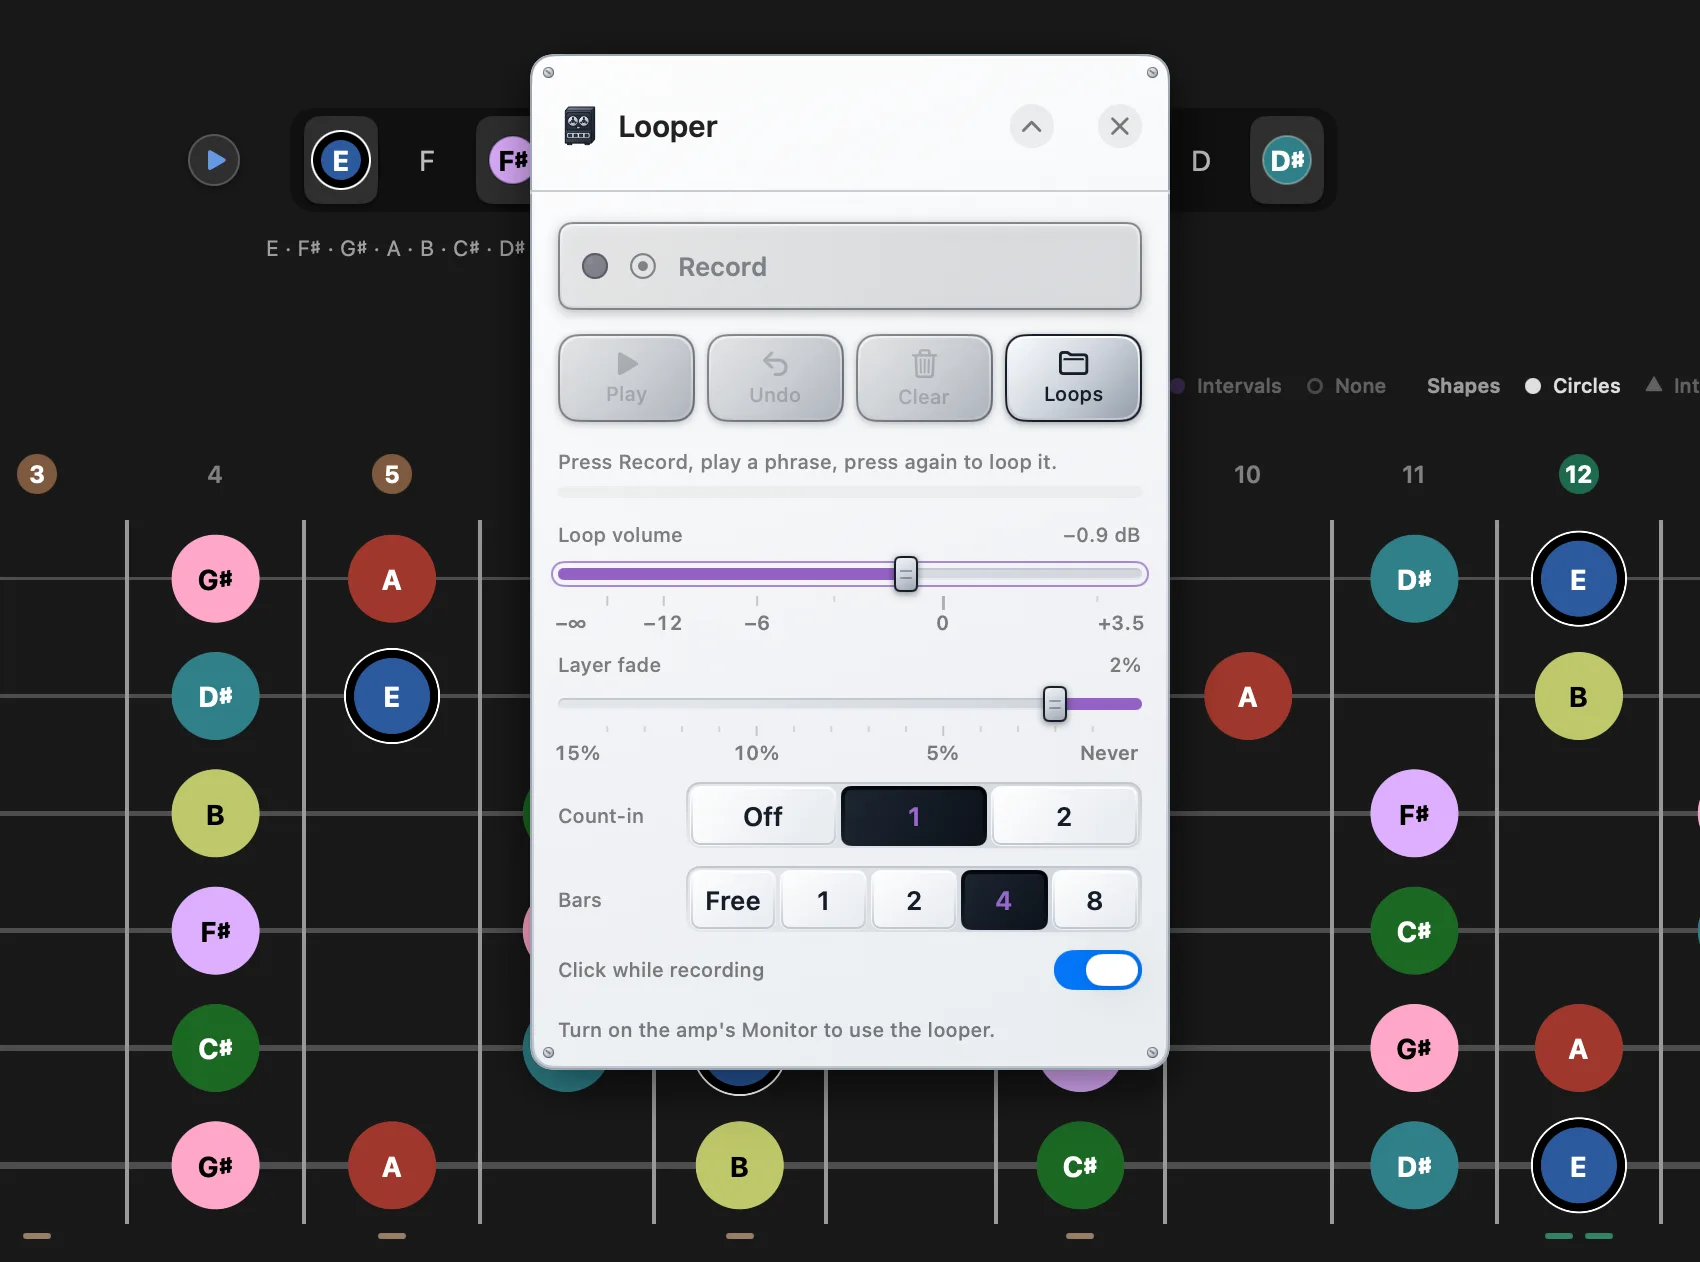 Looper
E F F# D D#
E · F# · G# · A · B · C# · D#
Record
Play Undo Clear Loops
Intervals None Shapes Circles Int
Press Record, play a phrase, press again to loop it.
3 4 5 10 11 12
Loop volume −0.9 dB
−∞ −12 −6 0 +3.5
Layer fade 2%
15% 10% 5% Never
Count-in Off 1 2
Bars Free 1 2 4 8
Click while recording
Turn on the amp's Monitor to use the looper.
G# A D# E
D# E A B
B F#
F# C#
C# G# A
G# A B C# D# E